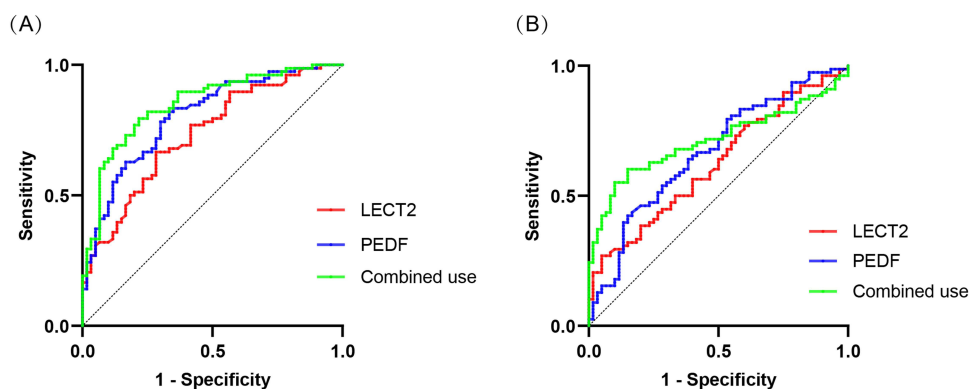 (A)
1.0
0.5
0.0
Sensitivity
LECT2
PEDF
Combined use
0.0 0.5 1.0
1 - Specificity
(B)
1.0
0.5
0.0
Sensitivity
LECT2
PEDF
Combined use
0.0 0.5 1.0
1 - Specificity